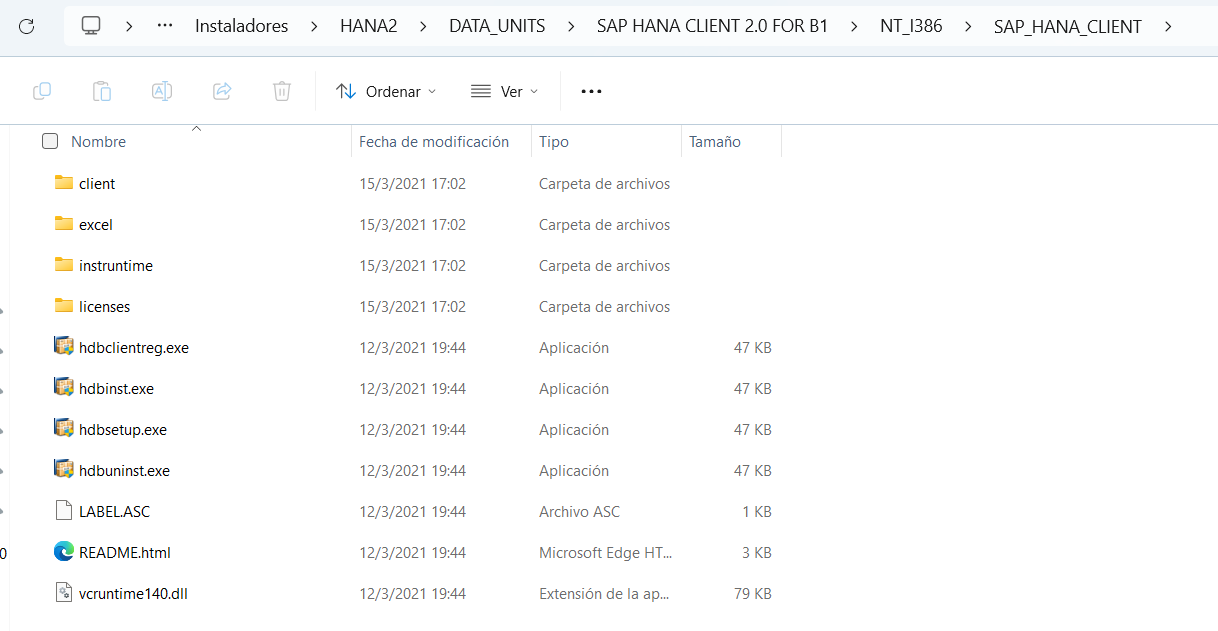 ··· Instaladores HANA2 DATA_UNITS SAP HANA CLIENT 2.0 FOR B1 NT_I386 SAP_HANA_CLIENT
Ordenar Ver ···
Nombre Fecha de modificación Tipo Tamaño
client 15/3/2021 17:02 Carpeta de archivos
excel 15/3/2021 17:02 Carpeta de archivos
instruntime 15/3/2021 17:02 Carpeta de archivos
licenses 15/3/2021 17:02 Carpeta de archivos
hdbclientreg.exe 12/3/2021 19:44 Aplicación 47 KB
hdbinst.exe 12/3/2021 19:44 Aplicación 47 KB
hdbsetup.exe 12/3/2021 19:44 Aplicación 47 KB
hdbuninst.exe 12/3/2021 19:44 Aplicación 47 KB
LABEL.ASC 12/3/2021 19:44 Archivo ASC 1 KB
0 README.html 12/3/2021 19:44 Microsoft Edge HT... 3 KB
vcruntime140.dll 12/3/2021 19:44 Extensión de la ap... 79 KB